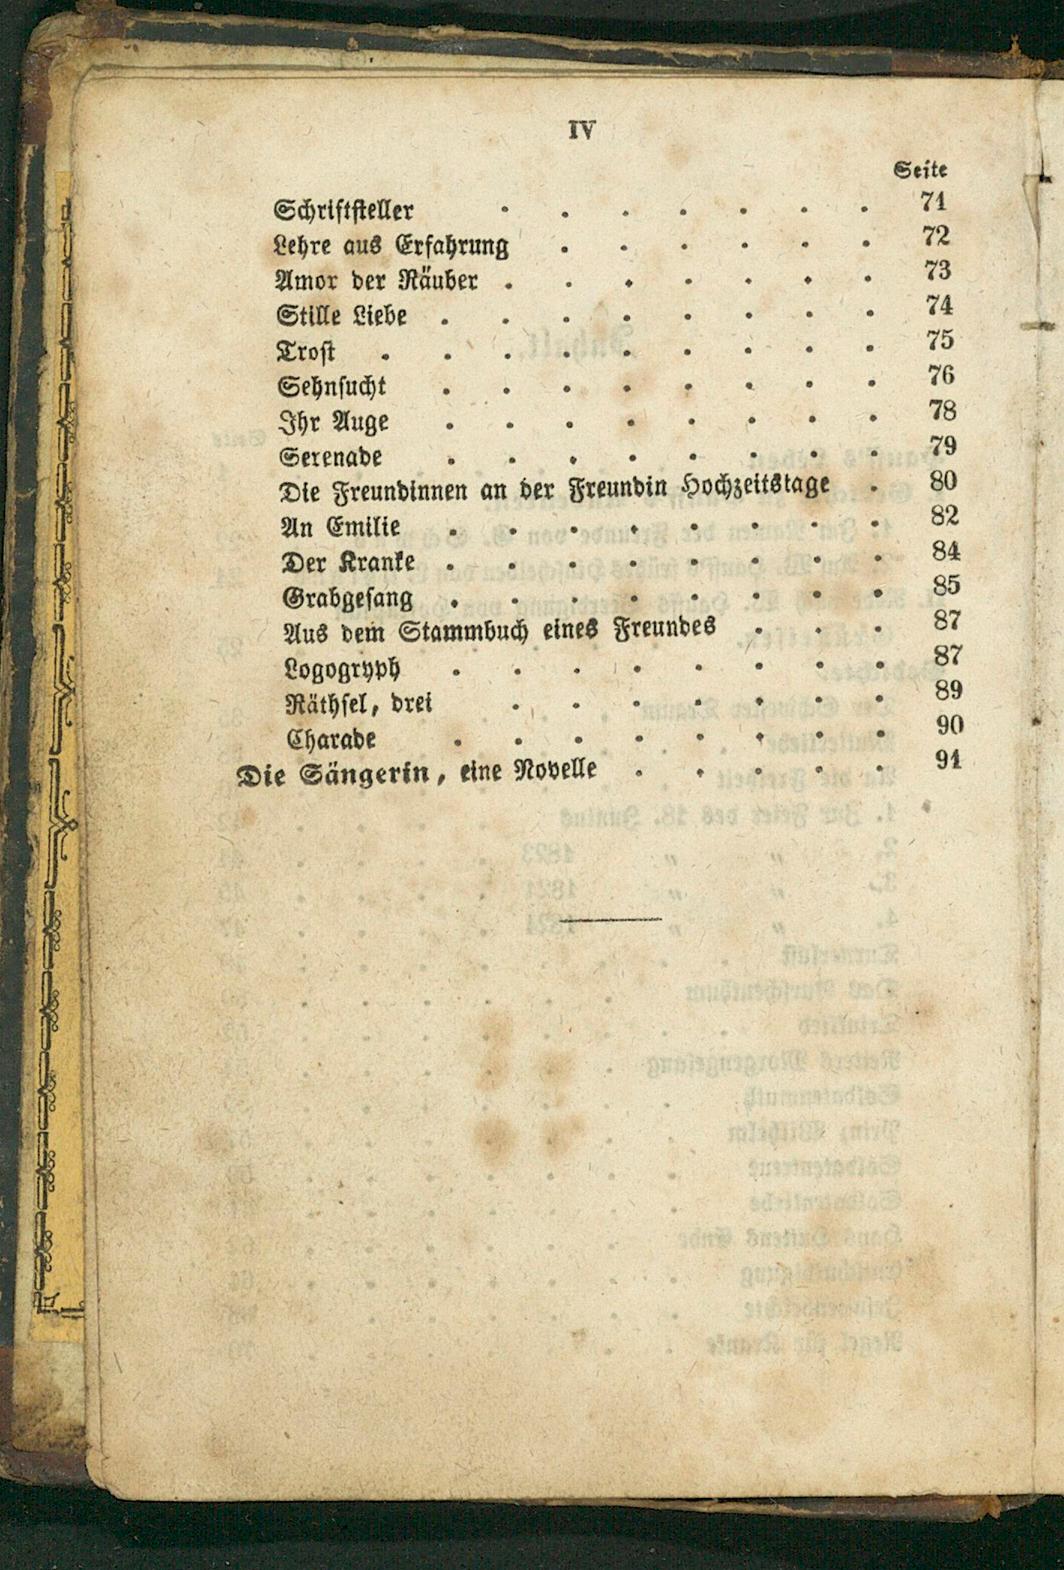 IV
Seite
Schriftsteller . . . . . . . 71
Lehre aus Erfahrung . . . . . . 72
Amor der Räuber . . . . . . . 73
Stille Liebe . . . . . . . . 74
Trost . . . . . . . . . 75
Sehnsucht . . . . . . . . 76
Ihr Auge . . . . . . . . 78
Serenade . . . . . . . . 79
Die Freundinnen an der Freundin Hochzeitstage . 80
An Emilie . . . . . . . . 82
Der Kranke . . . . . . . . 84
Grabgesang . . . . . . . . 85
Aus dem Stammbuch eines Freundes . . . 87
Logogryph . . . . . . . . 87
Räthsel, drei . . . . . . . 89
Charade . . . . . . . . 90
Die Sängerin, eine Novelle . . . . . 91